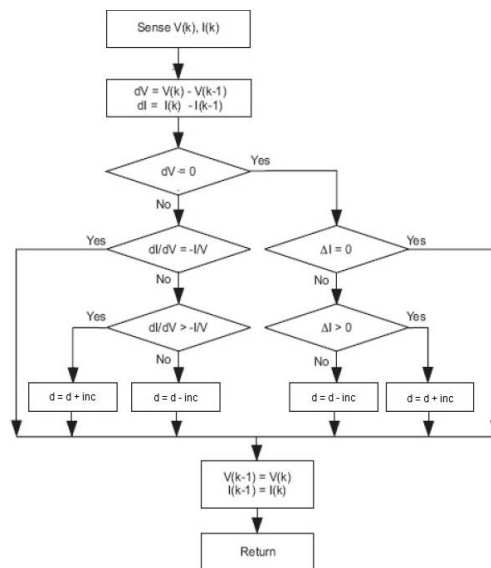 Sense V(k), I(k)
dV = V(k) - V(k-1)
dI = I(k) - I(k-1)
dV = 0
Yes
No
dI/dV = -I/V
Yes
No
ΔI = 0
Yes
No
dI/dV > -I/V
Yes
No
ΔI > 0
Yes
No
d = d + inc
d = d - inc
d = d - inc
d = d + inc
V(k-1) = V(k)
I(k-1) = I(k)
Return